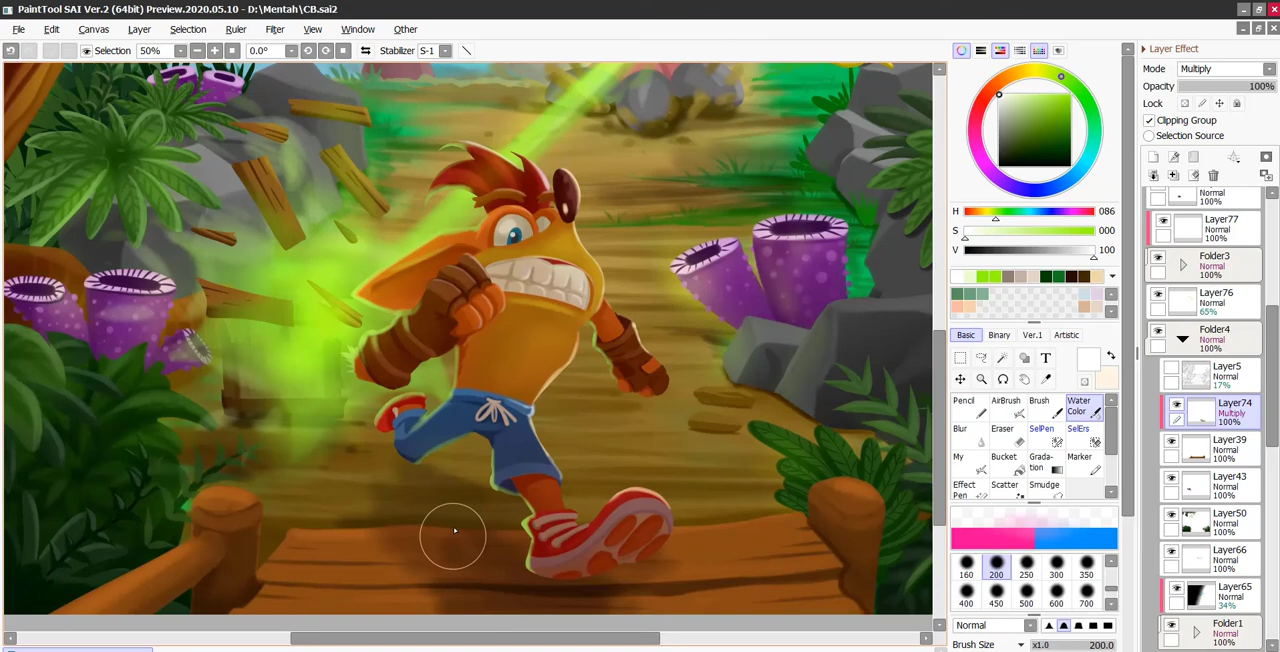 PaintTool SAI Ver.2 (64bit) Preview.2020.05.10 - D:\Mentah\CB.sai2
File Edit Canvas Layer Selection Ruler Filter View Window Other
Selection 50% 0.0° Stabilizer S-1
H 086
S 000
V 100
Basic Binary Ver.1 Artistic
T
Pencil AirBrush Brush Water Color
Blur Eraser SelPen SelErs
My Bucket Grada-tion Marker
Effect Pen Scatter Smudge
160 200 250 300 350
400 450 500 600 700
Normal
Brush Size x1.0 200.0
Layer Effect
Mode Multiply
Opacity 100%
Lock
Clipping Group
Selection Source
Normal
100%
Layer77
Normal
100%
Folder3
Normal
100%
Layer76
Normal
65%
Folder4
Normal
100%
Layer5
Normal
17%
Layer74
Multiply
100%
Layer39
Normal
100%
Layer43
Normal
100%
Layer50
Normal
100%
Layer66
Normal
100%
Layer65
Normal
34%
Folder1
Normal
100%